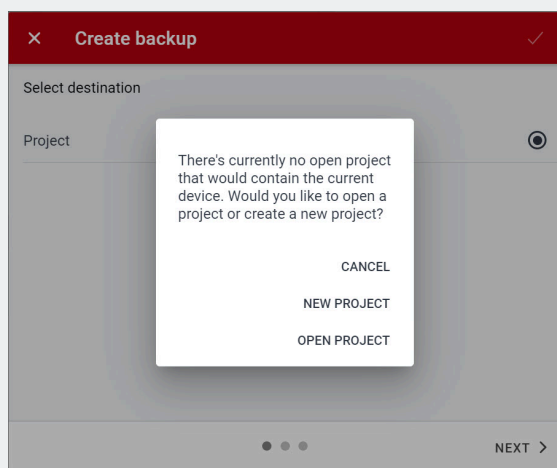 Create backup
Select destination
Project
There's currently no open project
that would contain the current
device. Would you like to open a
project or create a new project?
CANCEL
NEW PROJECT
OPEN PROJECT
NEXT